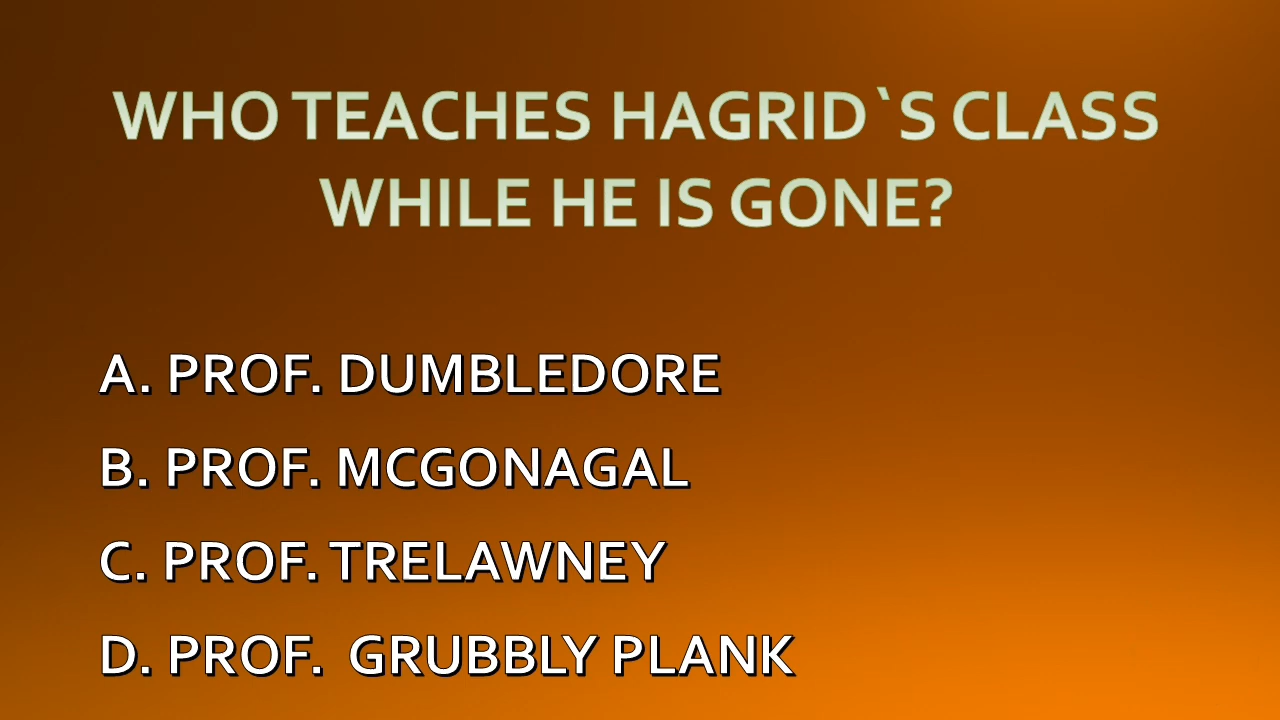 WHO TEACHES HAGRID`S CLASS
WHILE HE IS GONE?
A. PROF. DUMBLEDORE
B. PROF. MCGONAGAL
C. PROF. TRELAWNEY
D. PROF.  GRUBBLY PLANK